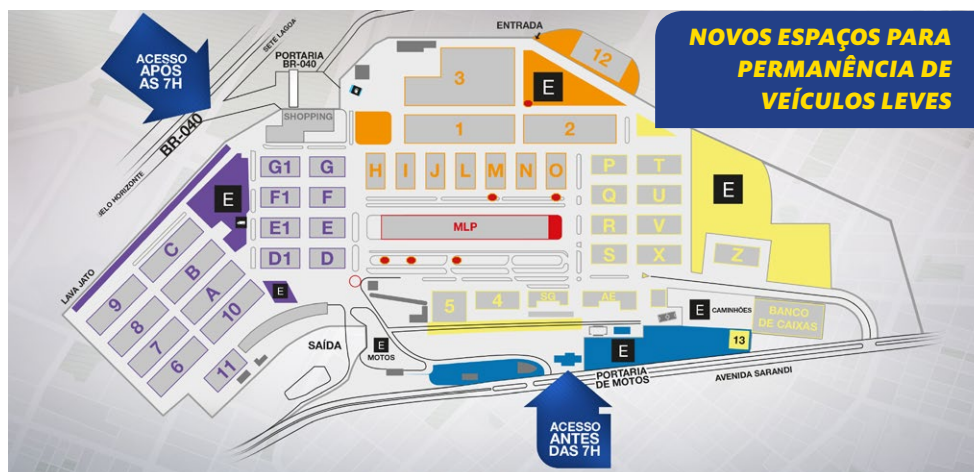 NOVOS ESPAÇOS PARA
PERMANÊNCIA DE
VEÍCULOS LEVES
ENTRADA
SETE LAGOA
ACESSO
APÓS
AS 7H
PORTARIA
BR-040
BR-040
BELO HORIZONTE
SHOPPING
LAVA JATO
12
3
E
1
2
G1
G
H
I
J
L
M
N
O
P
T
E
F1
F
Q
U
E
E1
E
MLP
R
V
D1
D
S
X
Z
C
B
A
9
8
7
6
10
11
E
5
4
SG
AE
E
CAMINHÕES
BANCO
DE CAIXAS
SAÍDA
E
MOTOS
E
13
PORTARIA
DE MOTOS
AVENIDA SARANDI
ACESSO
ANTES
DAS 7H